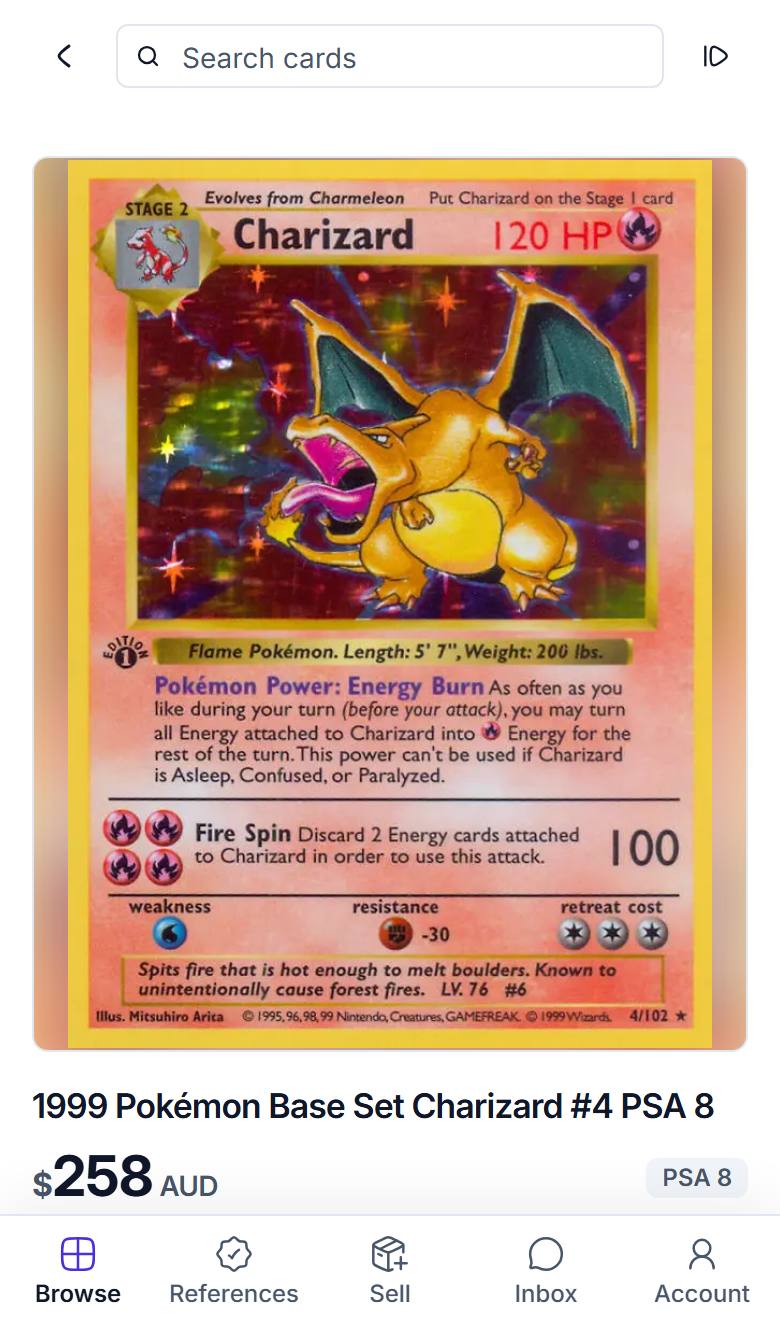 Search cards
STAGE 2
Evolves from Charmeleon Put Charizard on the Stage 1 card
Charizard 120 HP
EDITION
1
Flame Pokémon. Length: 5' 7", Weight: 200 lbs.
Pokémon Power: Energy Burn As often as you
like during your turn (before your attack), you may turn
all Energy attached to Charizard into Energy for the
rest of the turn. This power can't be used if Charizard
is Asleep, Confused, or Paralyzed.
Fire Spin Discard 2 Energy cards attached
to Charizard in order to use this attack. 100
weakness resistance retreat cost
-30
Spits fire that is hot enough to melt boulders. Known to
unintentionally cause forest fires. LV. 76 #6
Illus. Mitsuhiro Arita © 1995, 96, 98, 99 Nintendo, Creatures, GAMEFREAK. © 1999 Wizards. 4/102 ★
1999 Pokémon Base Set Charizard #4 PSA 8
$258 AUD PSA 8
Browse References Sell Inbox Account